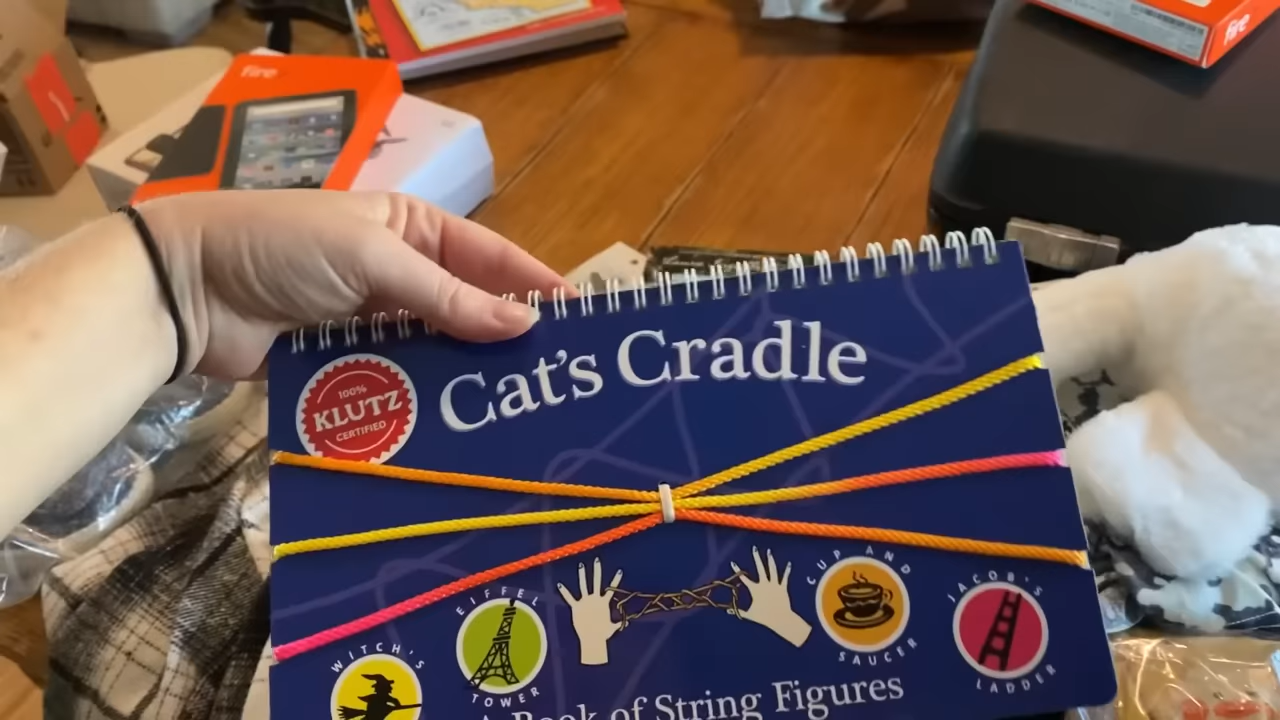 fire
fire
100%
KLUTZ
CERTIFIED
Cat's Cradle
WITCH'S
EIFFEL
TOWER
CUP AND
SAUCER
JACOB'S
LADDER
Book of String Figures